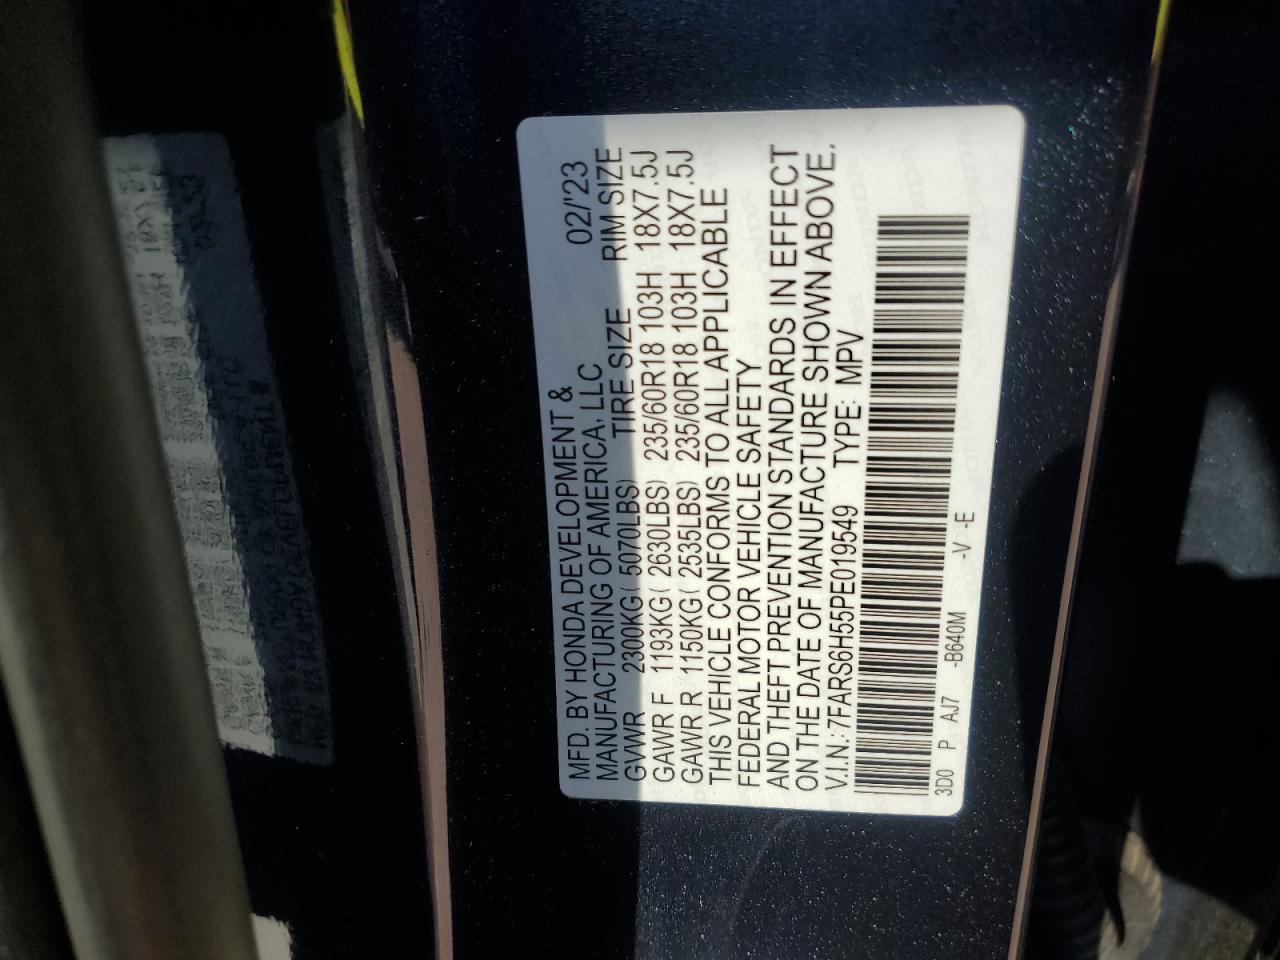 MFD. BY HONDA DEVELOPMENT & 02/'23
MANUFACTURING OF AMERICA, LLC
GVWR 2300KG( 5070LBS) TIRE SIZE RIM SIZE
GAWR F 1193KG( 2630LBS) 235/60R18 103H 18X7.5J
GAWR R 1150KG( 2535LBS) 235/60R18 103H 18X7.5J
THIS VEHICLE CONFORMS TO ALL APPLICABLE
FEDERAL MOTOR VEHICLE SAFETY
AND THEFT PREVENTION STANDARDS IN EFFECT
ON THE DATE OF MANUFACTURE SHOWN ABOVE.
V.I.N.: 7FARS6H55PE019549 TYPE: MPV
3D0 P AJ7 -B640M -V -E